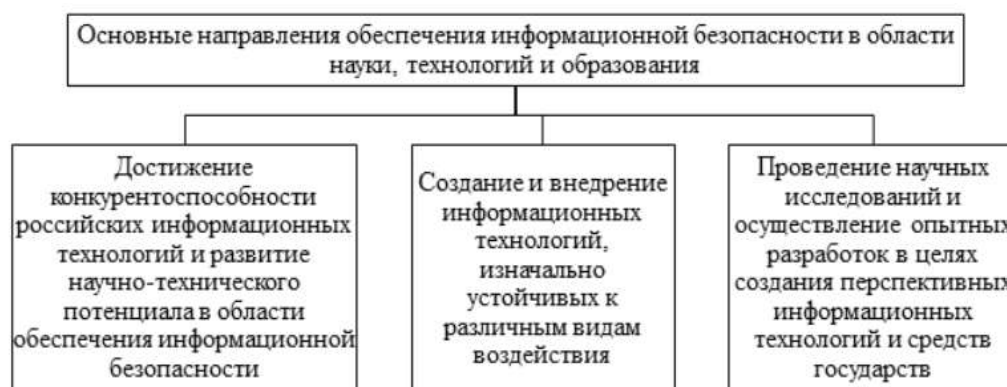 Основные направления обеспечения информационной безопасности в области
науки, технологий и образования
Достижение
конкурентоспособности
российских информационных
технологий и развитие
научно-технического
потенциала в области
обеспечения информационной
безопасности
Создание и внедрение
информационных
технологий,
изначально
устойчивых к
различным видам
воздействия
Проведение научных
исследований и
осуществление опытных
разработок в целях
создания перспективных
информационных
технологий и средств
государств